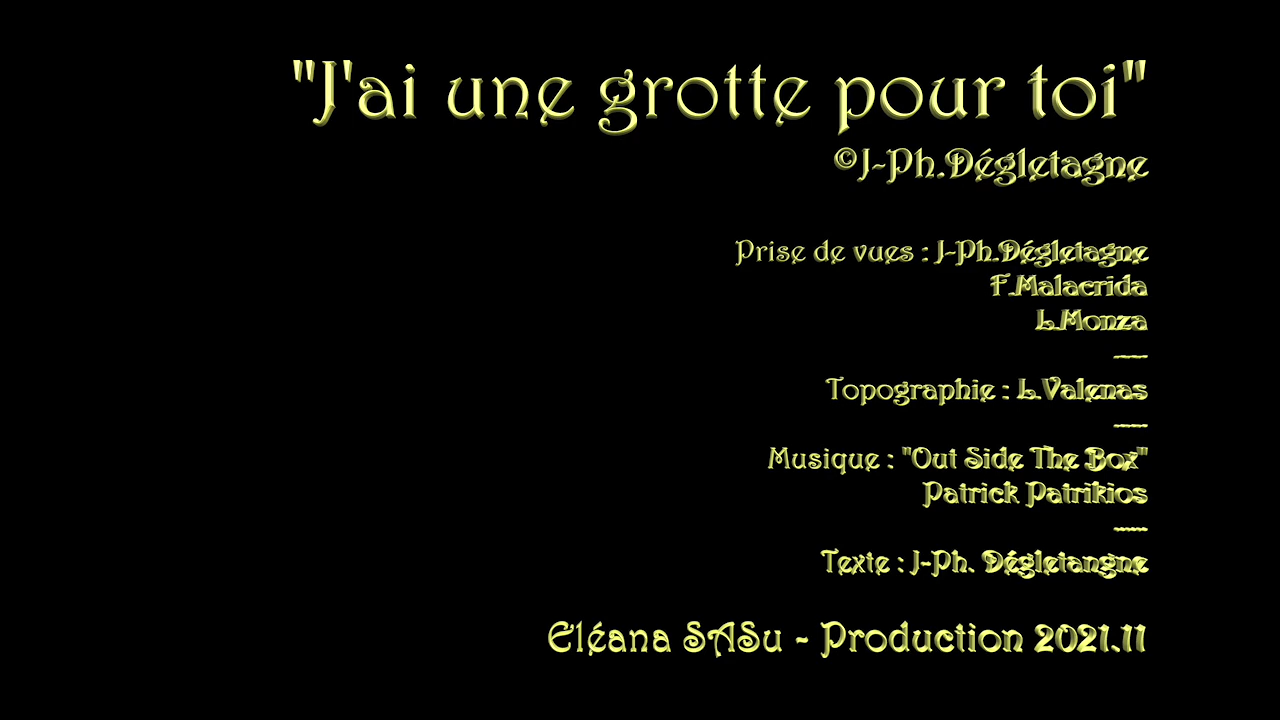 "J'ai une grotte pour toi"
©J-Ph.Dégletagne
Prise de vues : J-Ph.Dégletagne
F.Malacrida
L.Monza
-----
Topographie : L.Valenas
-----
Musique : "Out Side The Box"
Patrick Patrikios
-----
Texte : J-Ph. Dégletangne
Eléana SASu - Production 2021.11